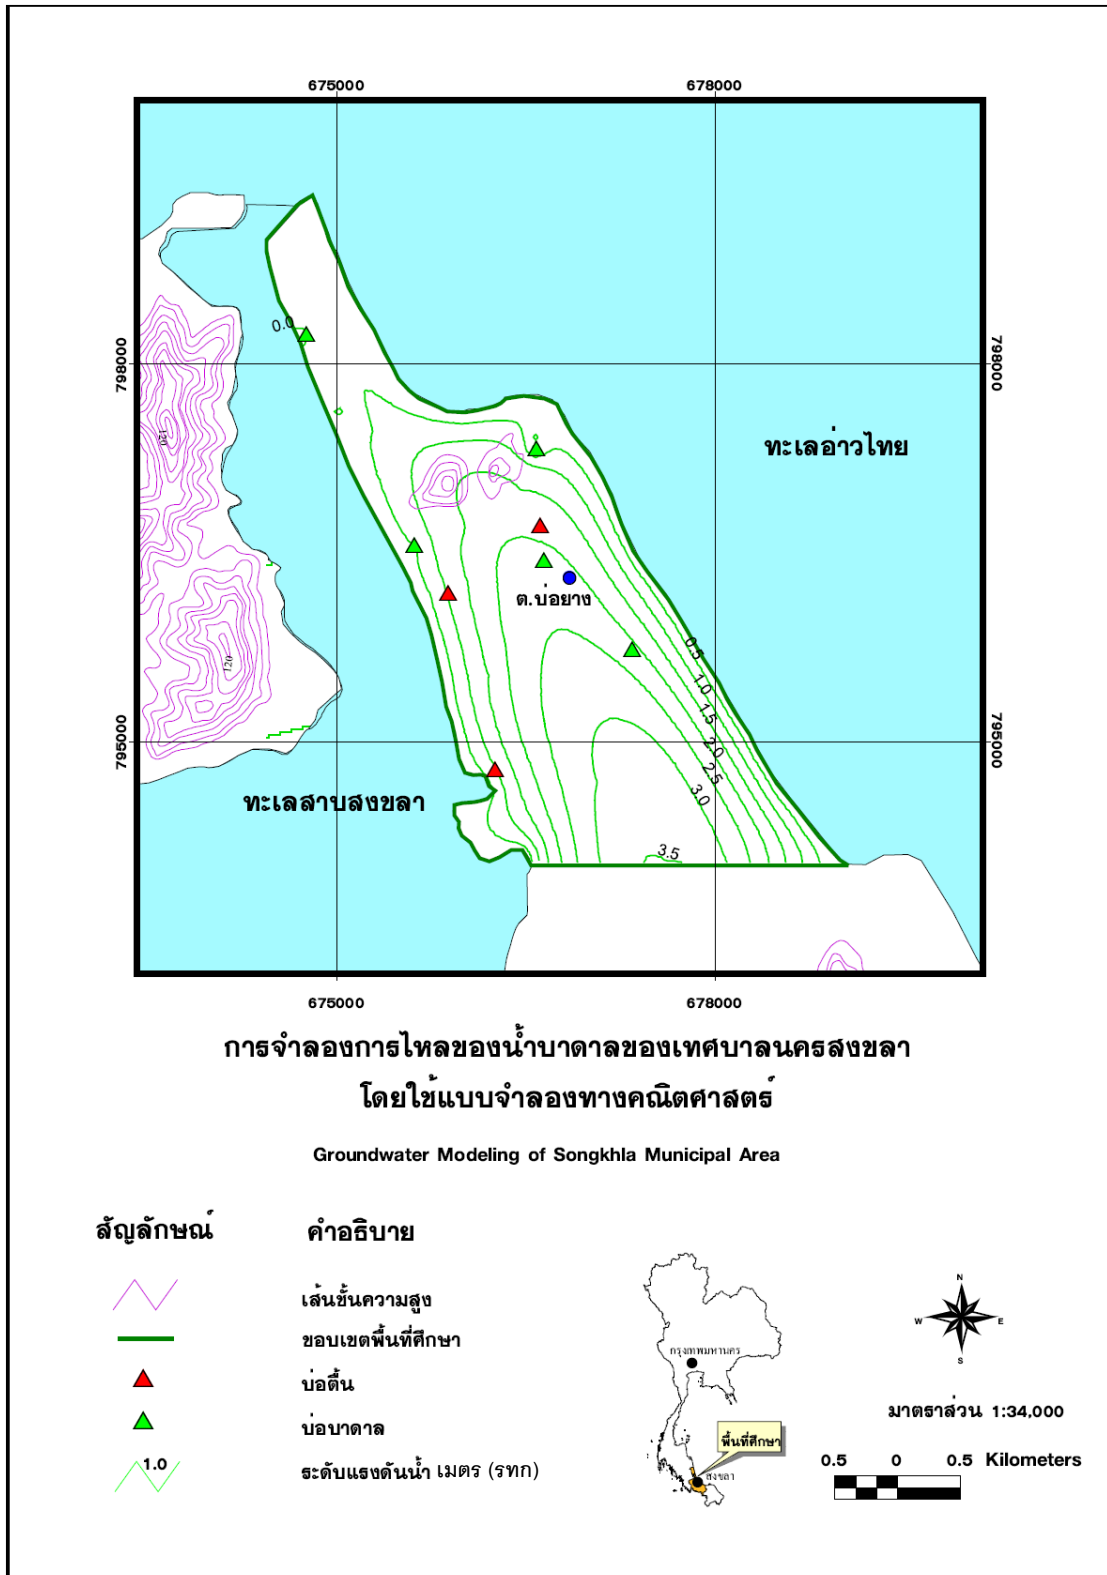 675000 678000
0.0
798000 798000
120
ทะเลอ่าวไทย
ต.บ่อยาง
120
0.5
1.0
1.5
2.0
2.5
3.0
3.5
795000 795000
ทะเลสาบสงขลา
675000 678000
การจำลองการไหลของน้ำบาดาลของเทศบาลนครสงขลา
โดยใช้แบบจำลองทางคณิตศาสตร์
Groundwater Modeling of Songkhla Municipal Area
สัญลักษณ์ คำอธิบาย
เส้นชั้นความสูง
ขอบเขตพื้นที่ศึกษา
บ่อตื้น
บ่อบาดาล
1.0 ระดับแรงดันน้ำ เมตร (รทก)
กรุงเทพมหานคร
พื้นที่ศึกษา
สงขลา
N
W E
S
มาตราส่วน 1:34,000
0.5 0 0.5 Kilometers